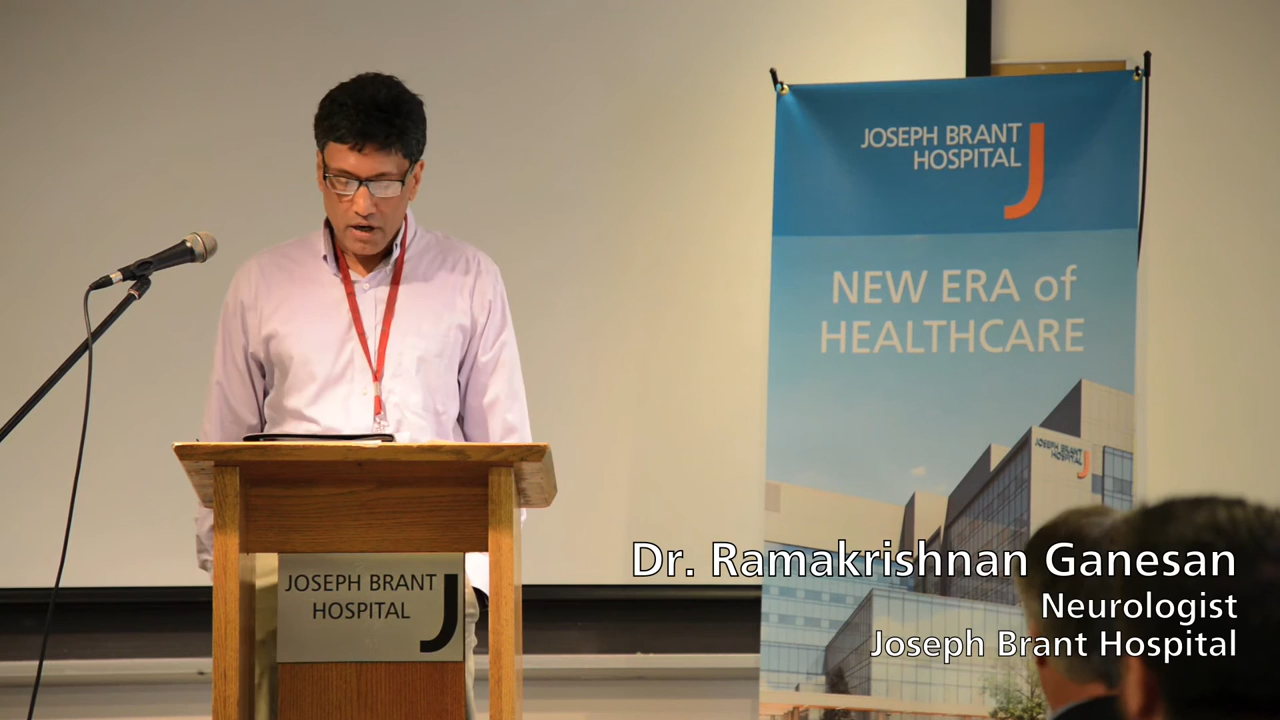 JOSEPH BRANT
HOSPITAL
J
NEW ERA of
HEALTHCARE
JOSEPH BRANT
HOSPITAL
J
JOSEPH BRANT
HOSPITAL
J
Dr. Ramakrishnan Ganesan
Neurologist
Joseph Brant Hospital